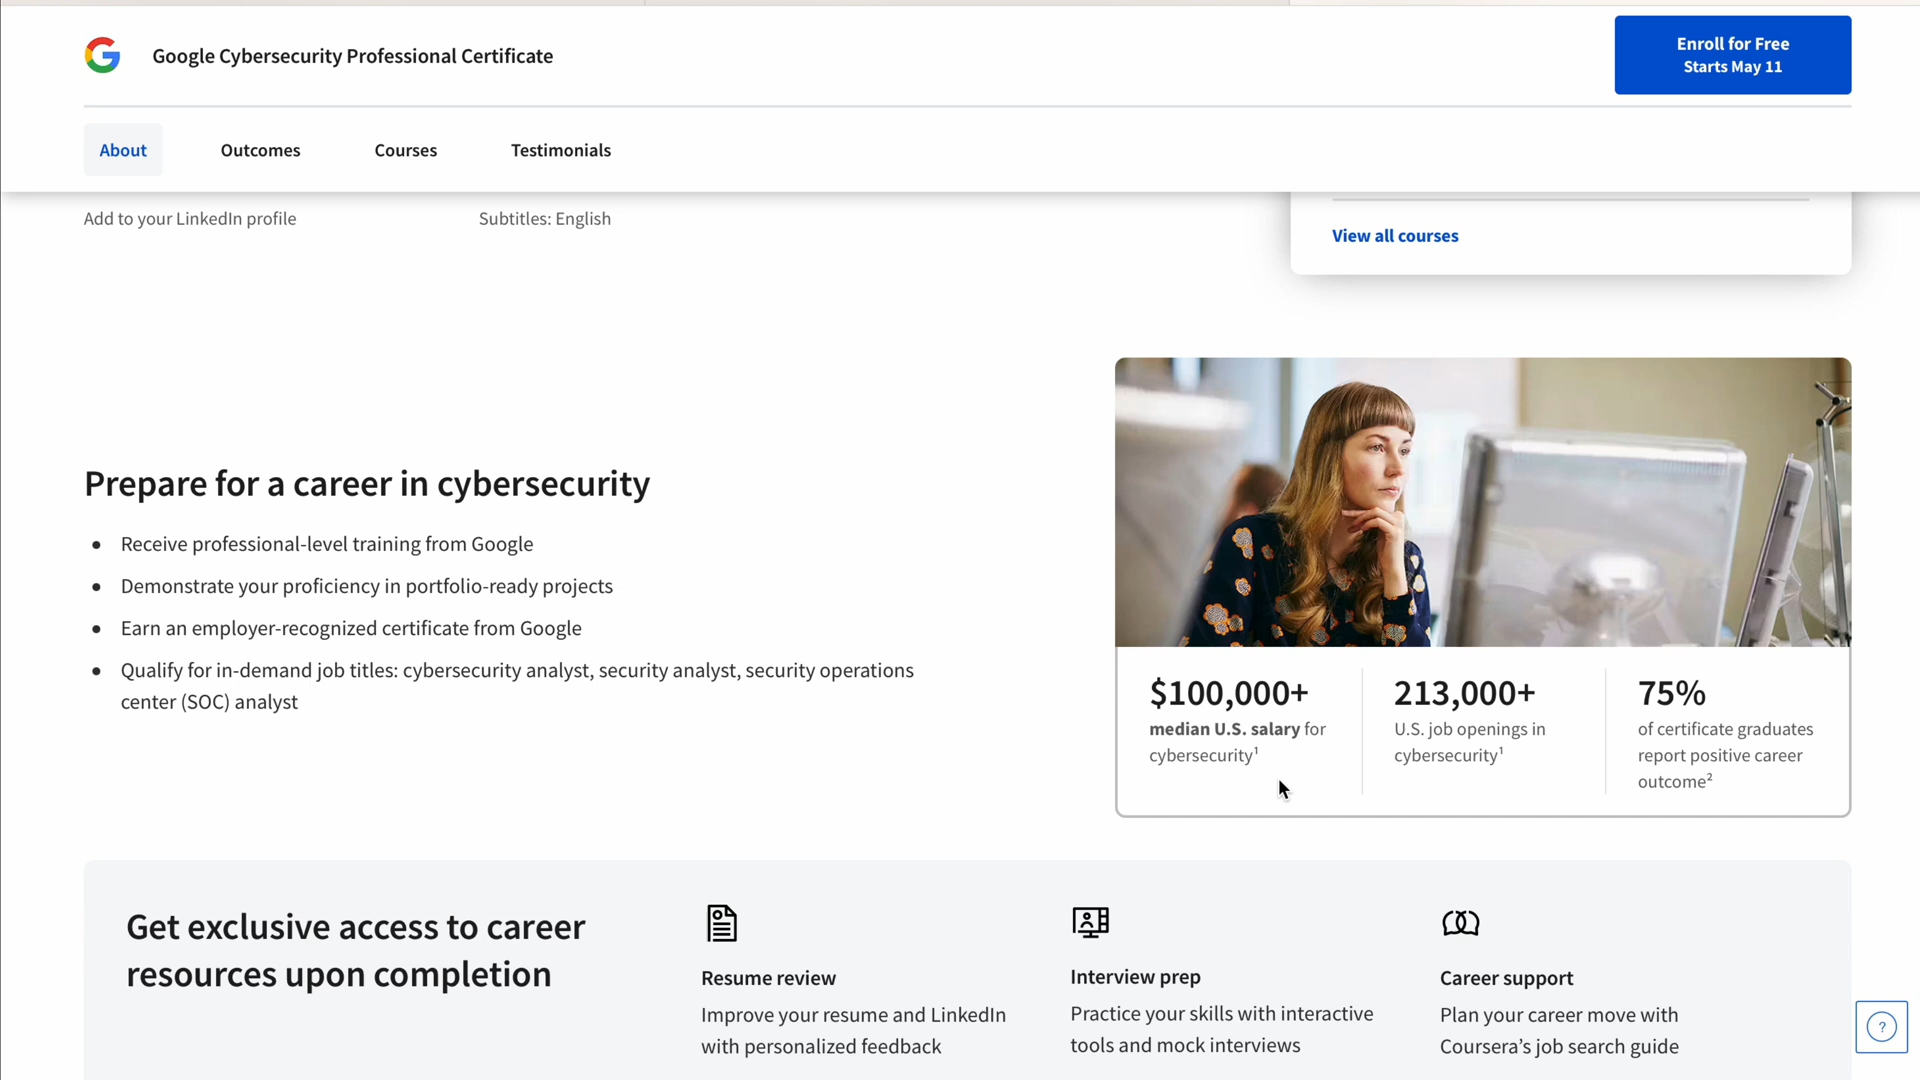 Google Cybersecurity Professional Certificate
Enroll for Free
Starts May 11
About
Outcomes
Courses
Testimonials
Add to your LinkedIn profile
Subtitles: English
View all courses
Prepare for a career in cybersecurity
Receive professional-level training from Google
Demonstrate your proficiency in portfolio-ready projects
Earn an employer-recognized certificate from Google
Qualify for in-demand job titles: cybersecurity analyst, security analyst, security operations
center (SOC) analyst
$100,000+
median U.S. salary for
cybersecurity¹
213,000+
U.S. job openings in
cybersecurity¹
75%
of certificate graduates
report positive career
outcome²
Get exclusive access to career
resources upon completion
Resume review
Improve your resume and LinkedIn
with personalized feedback
Interview prep
Practice your skills with interactive
tools and mock interviews
Career support
Plan your career move with
Coursera’s job search guide
?